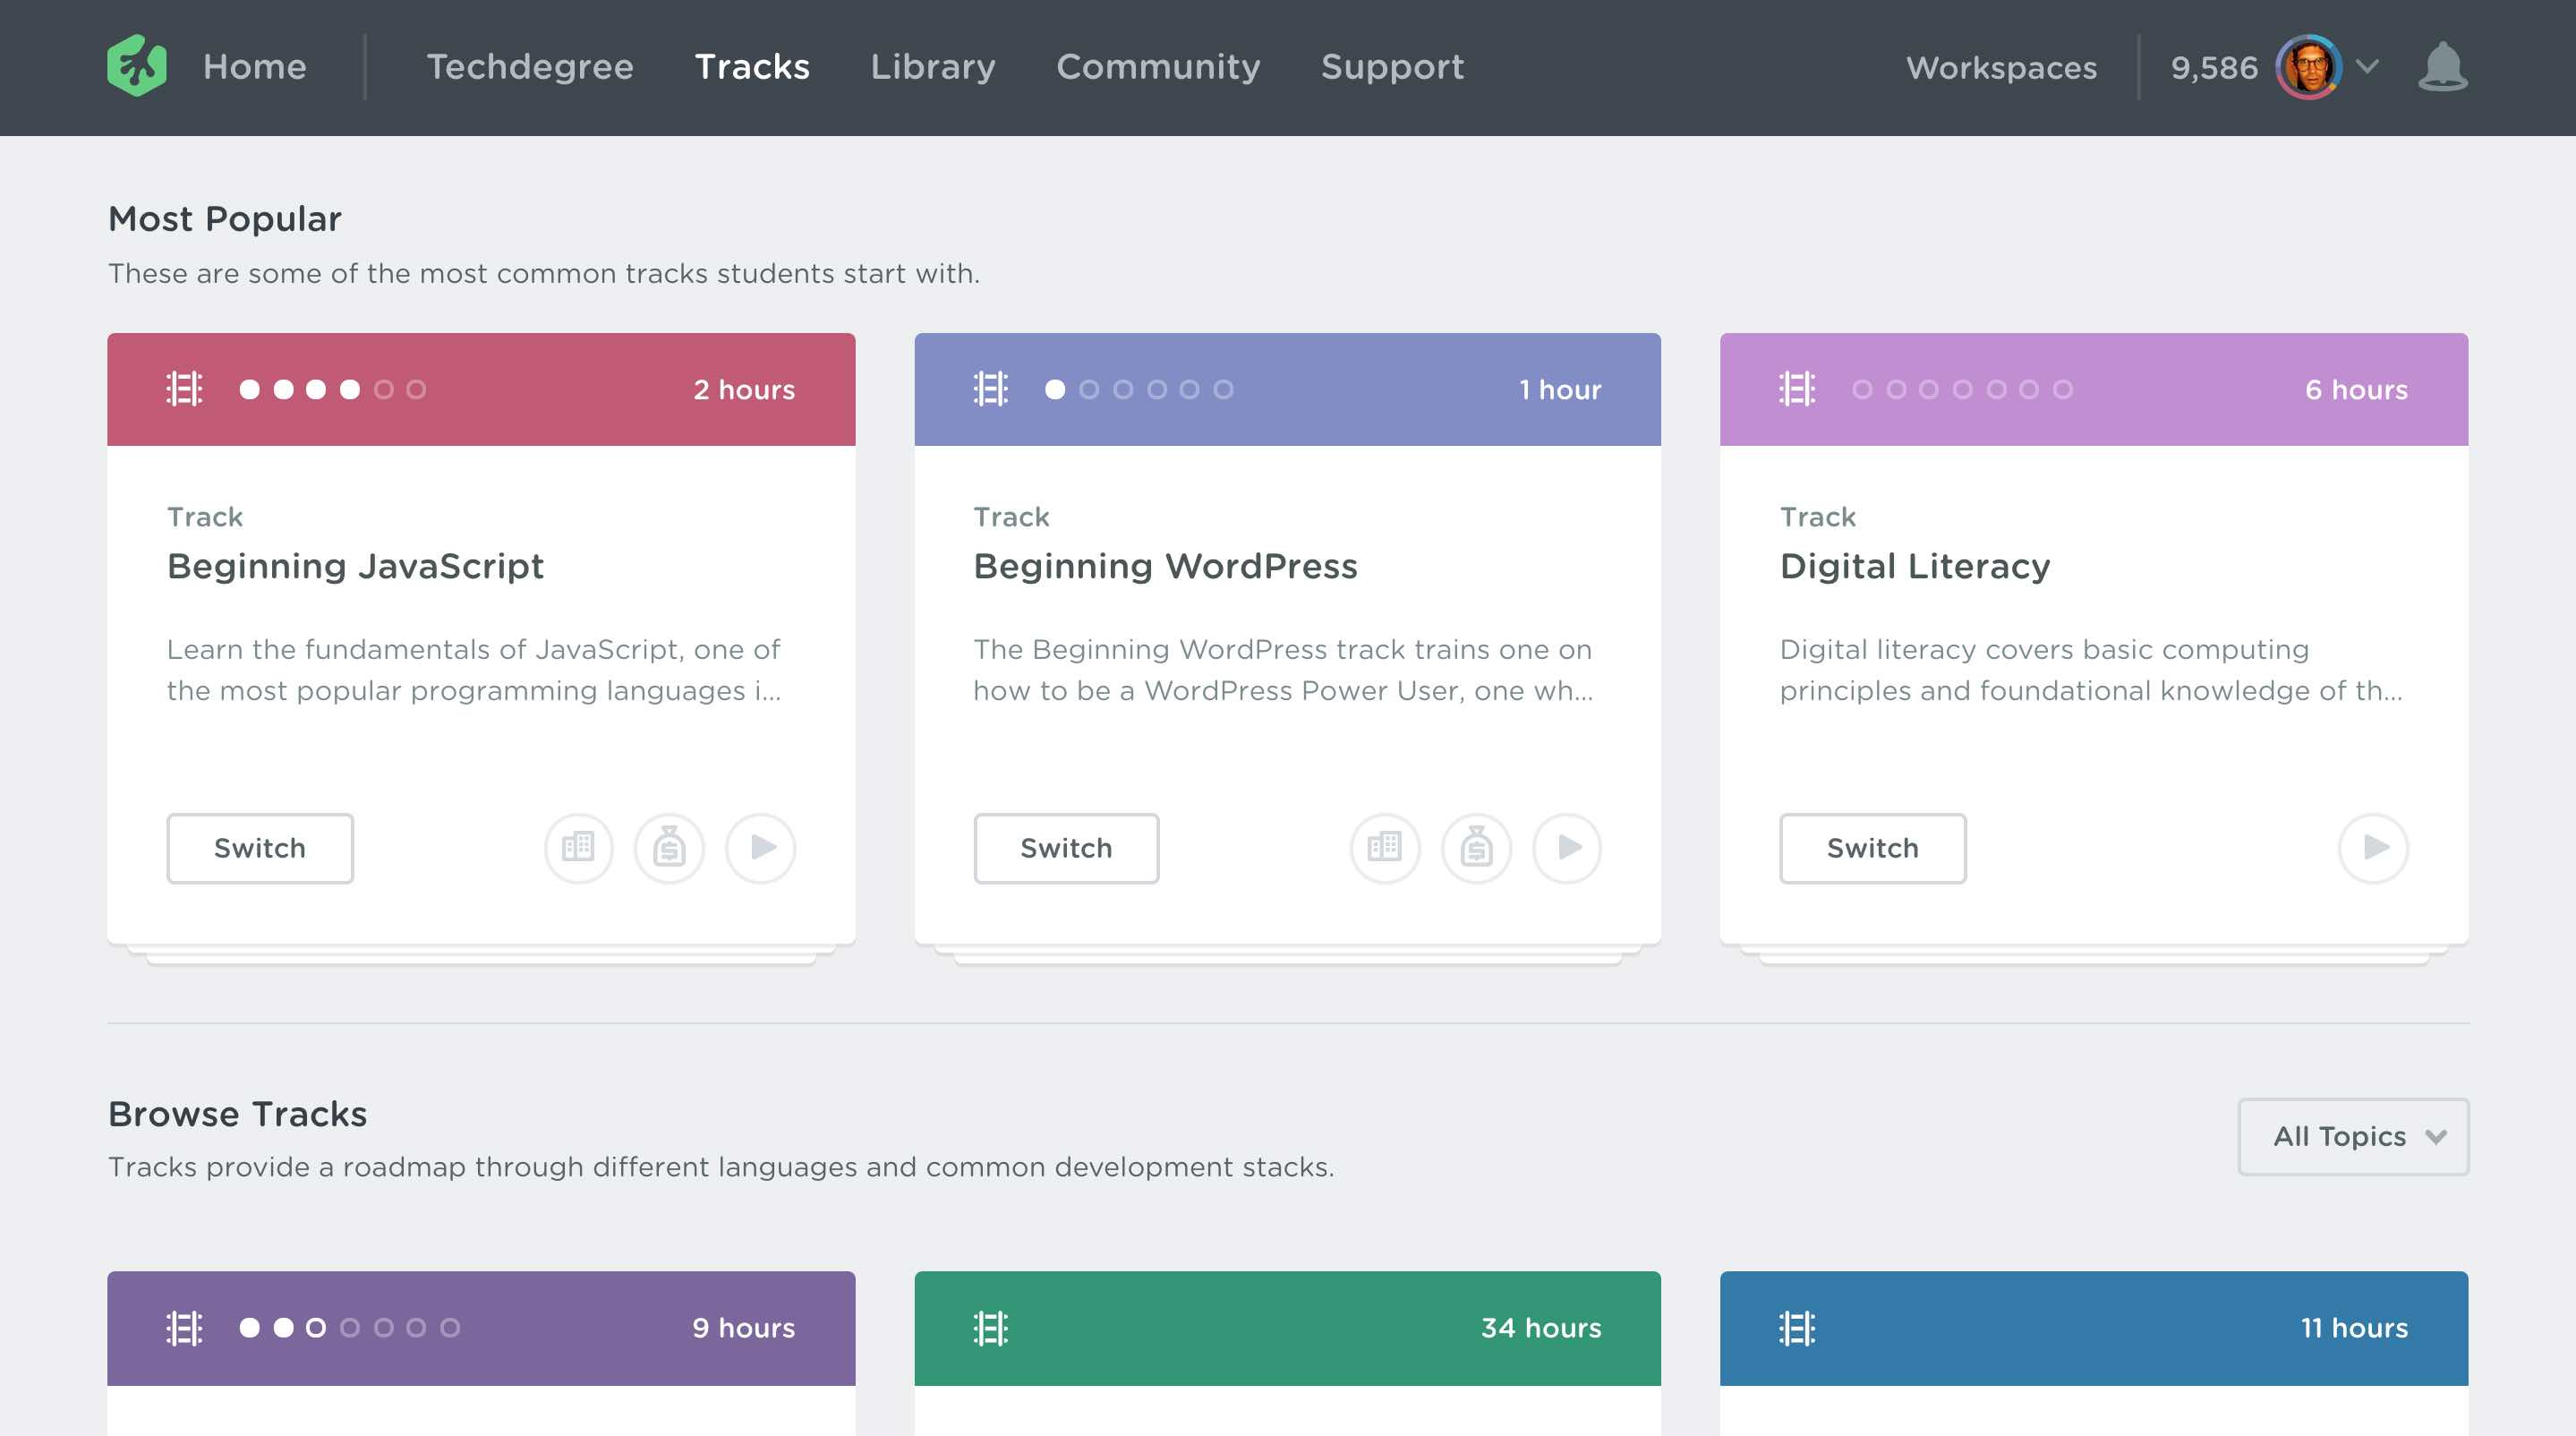 Home
Techdegree
Tracks
Library
Community
Support
Workspaces
9,586
Most Popular
These are some of the most common tracks students start with.
2 hours
Track
Beginning JavaScript
Learn the fundamentals of JavaScript, one of
the most popular programming languages i...
Switch
1 hour
Track
Beginning WordPress
The Beginning WordPress track trains one on
how to be a WordPress Power User, one wh...
Switch
6 hours
Track
Digital Literacy
Digital literacy covers basic computing
principles and foundational knowledge of th...
Switch
Browse Tracks
Tracks provide a roadmap through different languages and common development stacks.
All Topics
9 hours
34 hours
11 hours